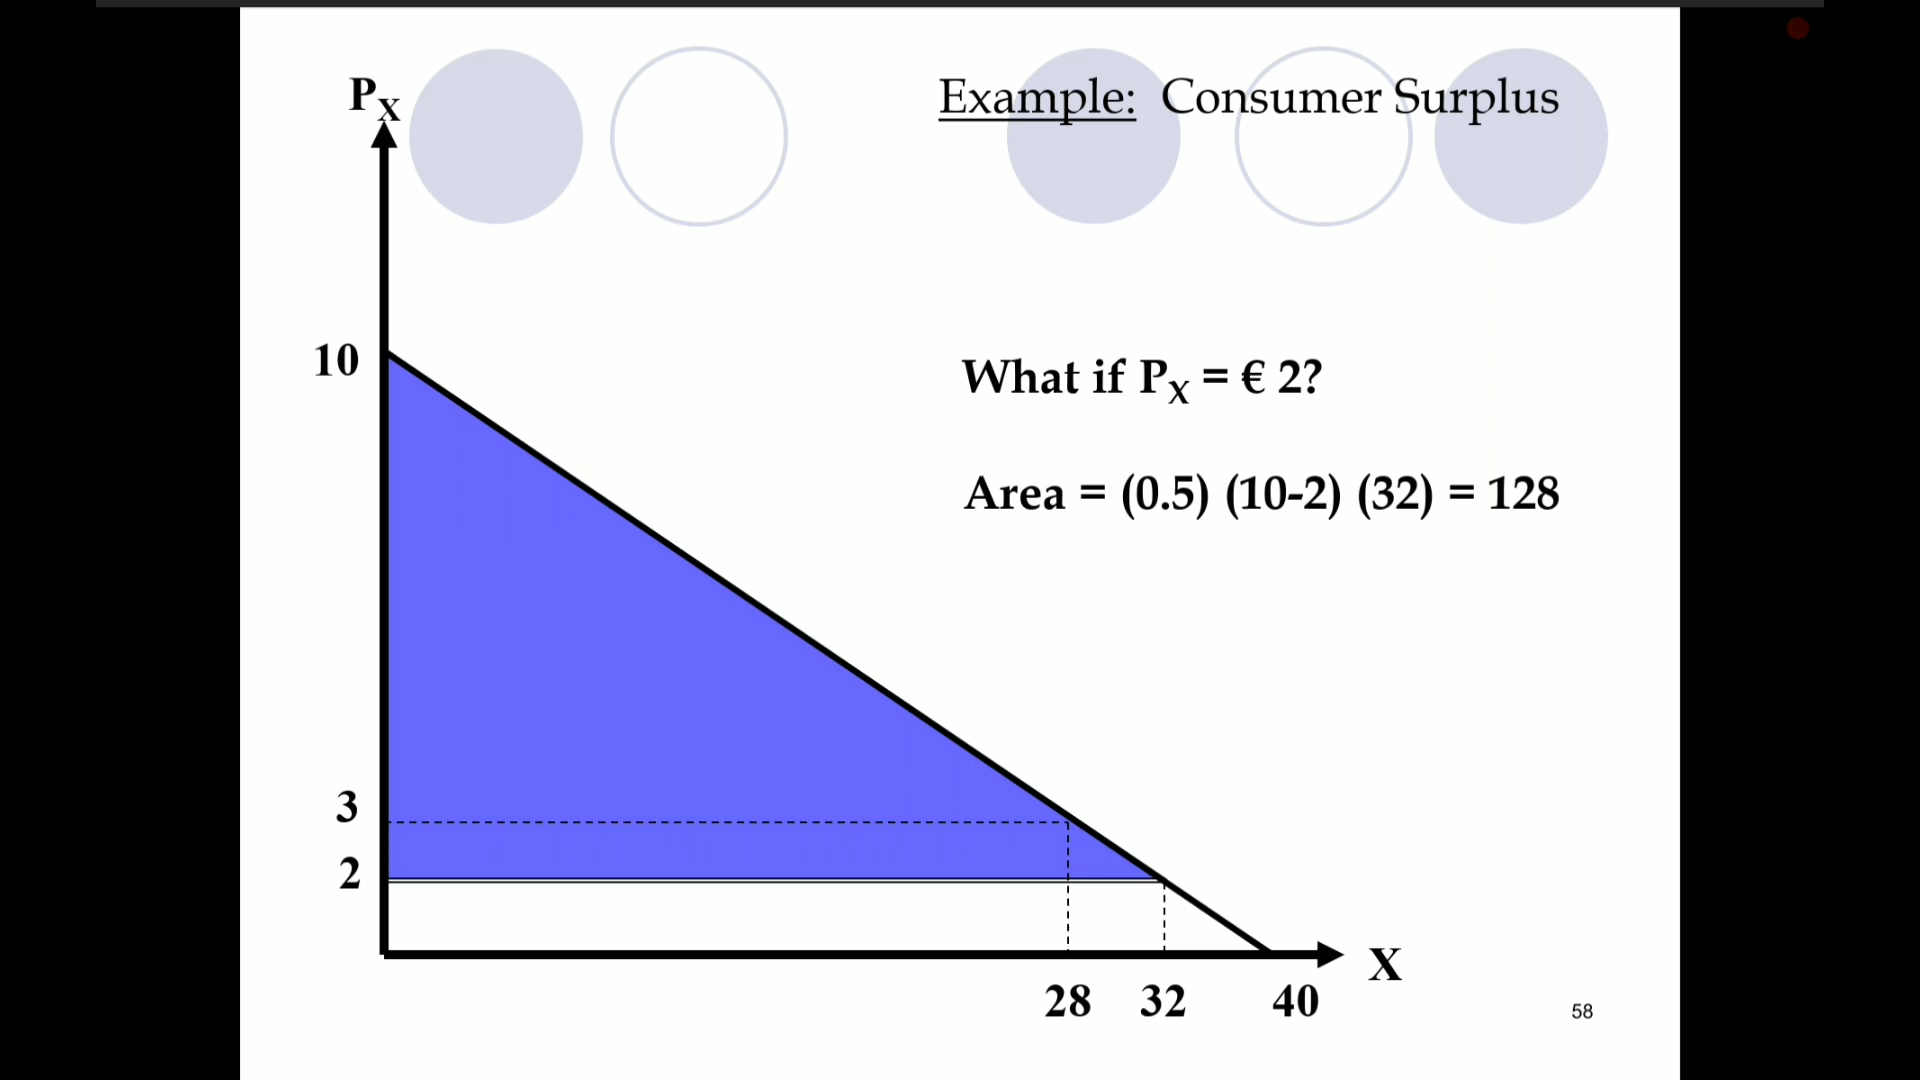 P_X
Example: Consumer Surplus
10
What if P_X = € 2?
Area = (0.5) (10-2) (32) = 128
3
2
X
28 32 40
58